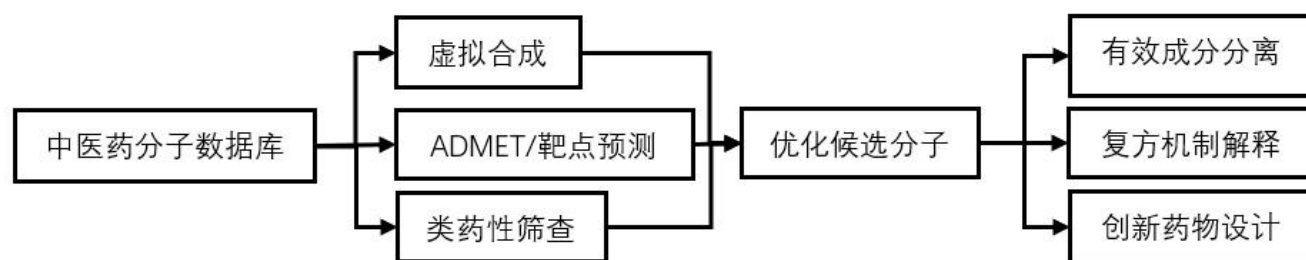 中医药分子数据库
虚拟合成
ADMET/靶点预测
类药性筛查
优化候选分子
有效成分分离
复方机制解释
创新药物设计